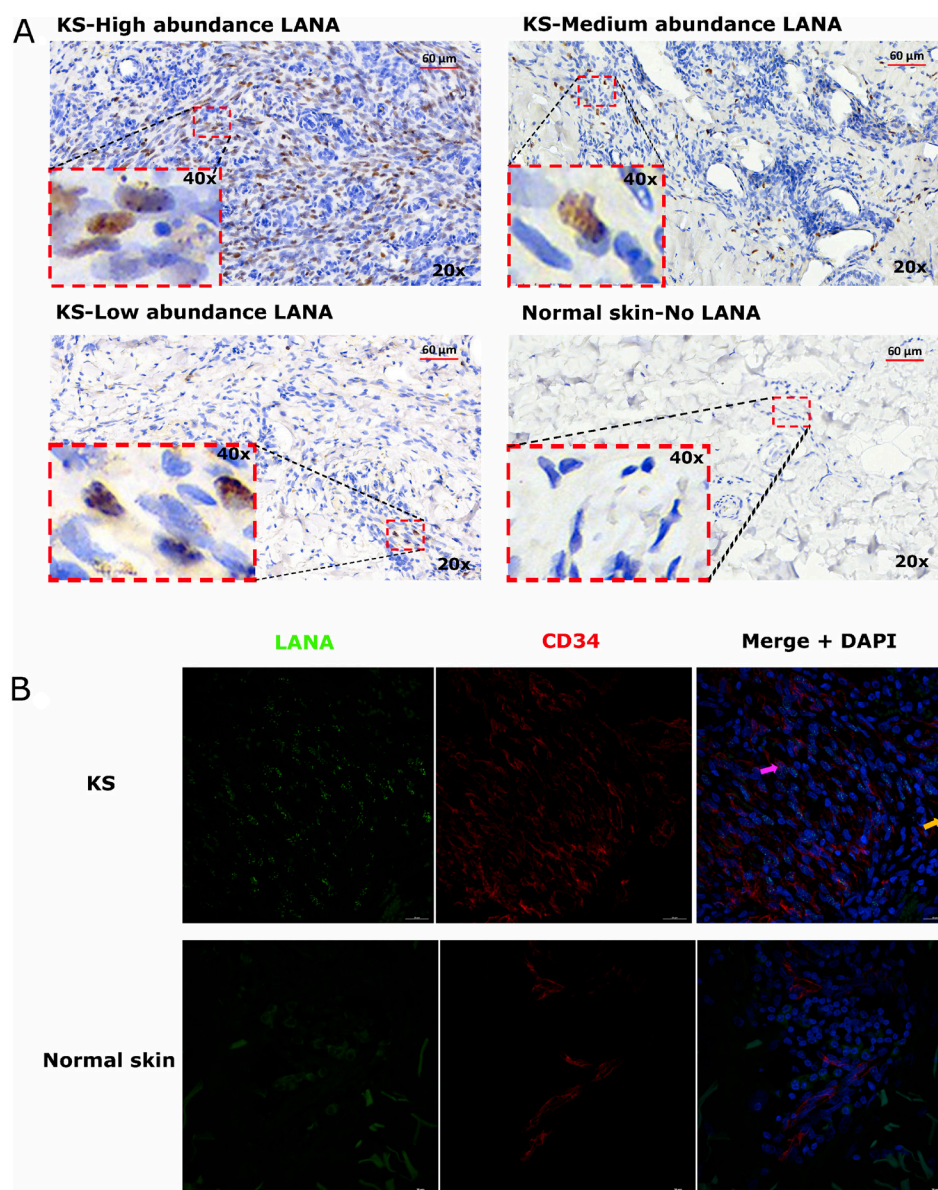 A
KS-High abundance LANA
60 μm
40x
20x
KS-Medium abundance LANA
60 μm
40x
20x
KS-Low abundance LANA
60 μm
40x
20x
Normal skin-No LANA
60 μm
40x
20x
B
LANA
CD34
Merge + DAPI
KS
Normal skin